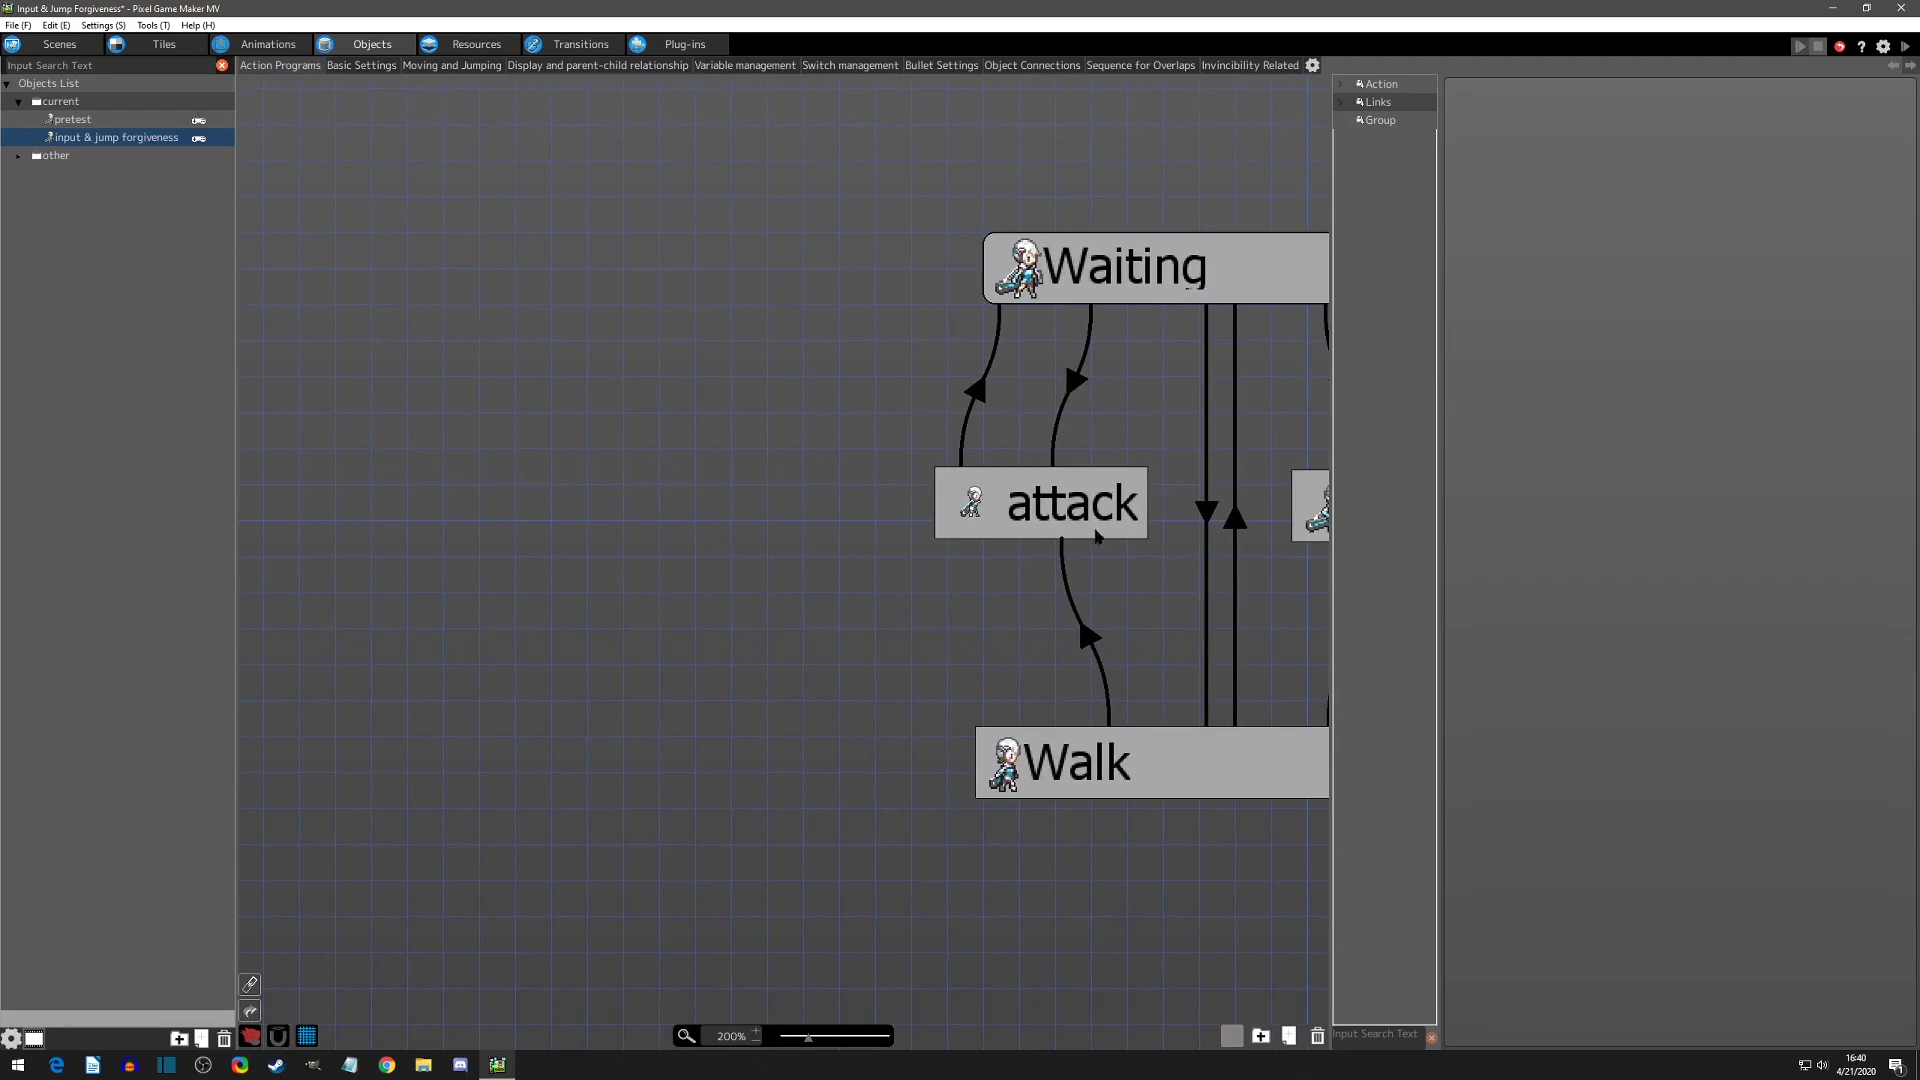 Input & Jump Forgiveness* - Pixel Game Maker MV
File (F) Edit (E) Settings (S) Tools (T) Help (H)
Scenes Tiles Animations Objects Resources Transitions Plug-ins
Input Search Text Action Programs Basic Settings Moving and Jumping Display and parent-child relationship Variable management Switch management Bullet Settings Object Connections Sequence for Overlaps Invincibility Related
Objects List
current
pretest
input & jump forgiveness
other
Action
Links
Group
Waiting
attack
Walk
200%
Input Search Text
16:40
4/21/2020